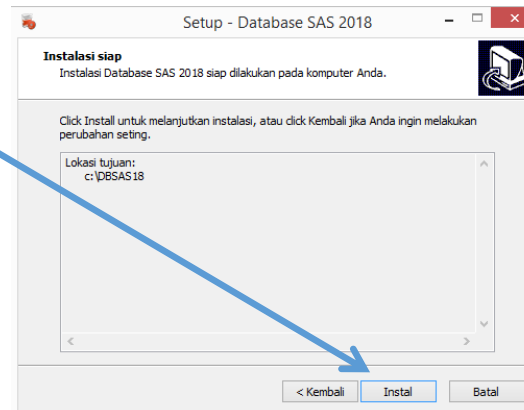 Setup - Database SAS 2018
Instalasi siap
Instalasi Database SAS 2018 siap dilakukan pada komputer Anda.
Click Install untuk melanjutkan instalasi, atau click Kembali jika Anda ingin melakukan
perubahan seting.
Lokasi tujuan:
c:\DBSAS18
< Kembali
Instal
Batal